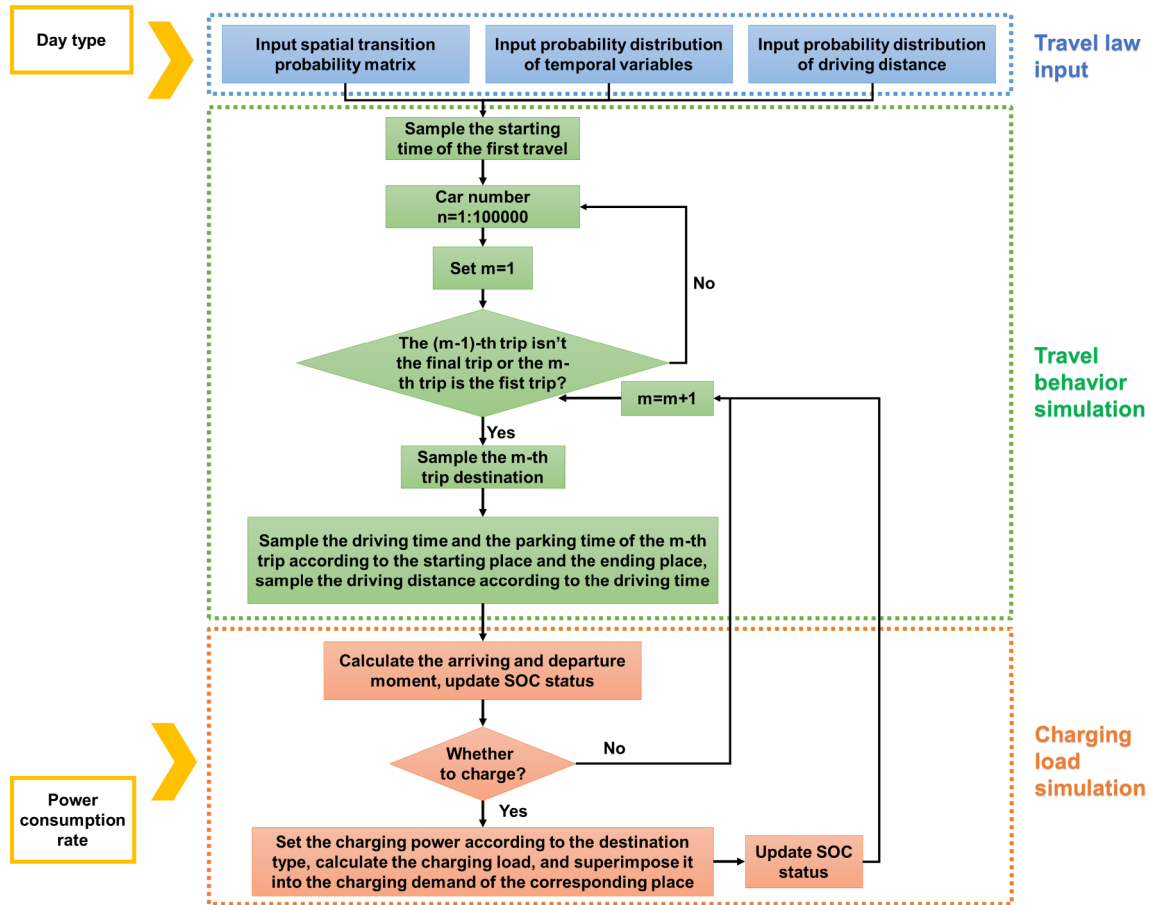 Day type
Input spatial transition
probability matrix
Input probability distribution
of temporal variables
Input probability distribution
of driving distance
Travel law
input
Sample the starting
time of the first travel
Car number
n=1:100000
Set m=1
No
The (m-1)-th trip isn't
the final trip or the m-
th trip is the fist trip?
m=m+1
Yes
Sample the m-th
trip destination
Sample the driving time and the parking time of the m-th
trip according to the starting place and the ending place,
sample the driving distance according to the driving time
Travel
behavior
simulation
Calculate the arriving and departure
moment, update SOC status
Whether
to charge?
No
Yes
Set the charging power according to the destination
type, calculate the charging load, and superimpose it
into the charging demand of the corresponding place
Update SOC
status
Charging
load
simulation
Power
consumption
rate